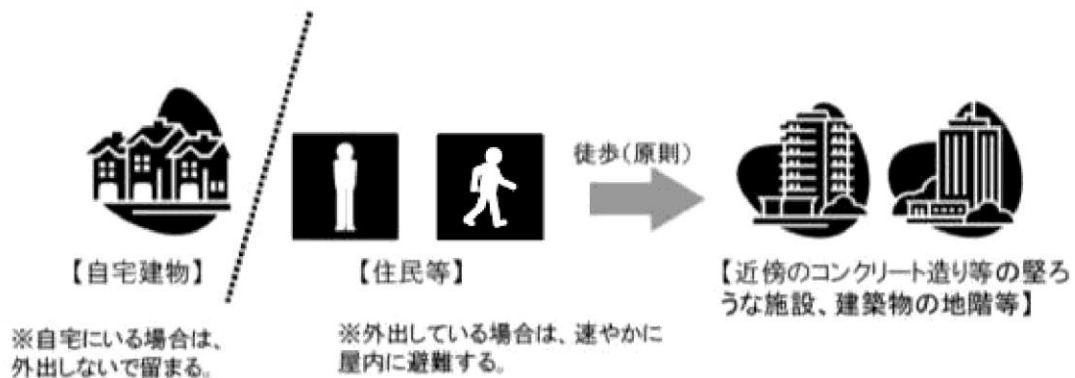 徒歩(原則)
【自宅建物】
【住民等】
【近傍のコンクリート造り等の堅ろ
うな施設、建築物の地階等】
※自宅にいる場合は、
外出しないで留まる。
※外出している場合は、速やかに
屋内に避難する。